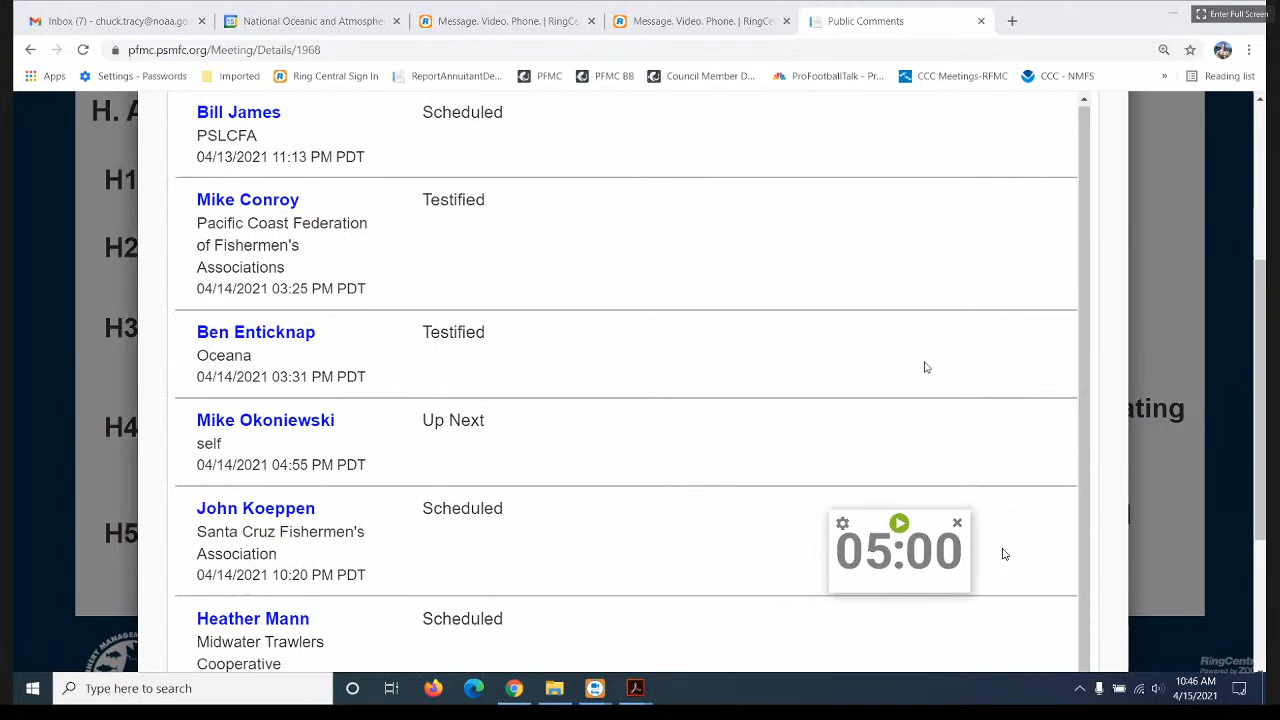 Inbox (7) - chuck.tracy@noaa.go
National Oceanic and Atmosphe
Message. Video. Phone. | RingCe
Message. Video. Phone. | RingC
Public Comments
Enter Full Screen
pfmc.psmfc.org/Meeting/Details/1968
Apps
Settings - Passwords
Imported
Ring Central Sign In
ReportAnnuitantDe...
PFMC
PFMC BB
Council Member D...
ProFootballTalk - Pr...
CCC Meetings-RFMC
CCC - NMFS
»
Reading list
H. A
H1
H2
H3
H4
H5
ating
Bill James
Scheduled
PSLCFA
04/13/2021 11:13 PM PDT
Mike Conroy
Testified
Pacific Coast Federation
of Fishermen's
Associations
04/14/2021 03:25 PM PDT
Ben Enticknap
Testified
Oceana
04/14/2021 03:31 PM PDT
Mike Okoniewski
Up Next
self
04/14/2021 04:55 PM PDT
John Koeppen
Scheduled
Santa Cruz Fishermen's
Association
04/14/2021 10:20 PM PDT
05:00
Heather Mann
Scheduled
Midwater Trawlers
Cooperative
RingCentr
Type here to search
10:46 AM
4/15/2021